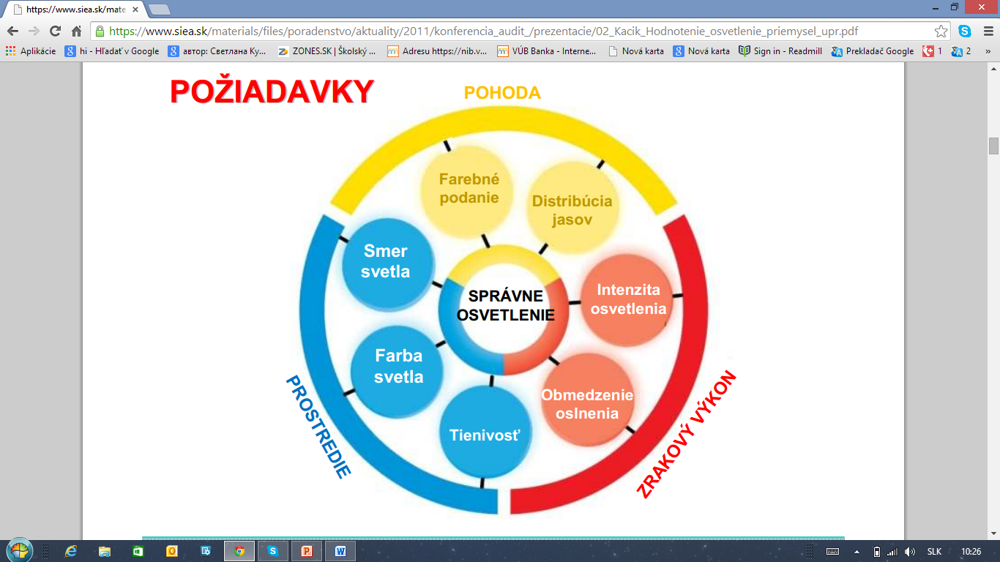 https://www.siea.sk/mate
https://www.siea.sk/materials/files/poradenstvo/aktuality/2011/konferencia_audit_/prezentacie/02_Kacik_Hodnotenie_osvetlenie_priemysel_upr.pdf
Aplikácie hi - Hľadať v Google автор: Светлана Ку... ZONES.SK | Školský ... Adresu https://nib.v... VÚB Banka - Interne... Nová karta Nová karta Sign in - Readmill Prekladač Google 1 2 »
POŽIADAVKY
POHODA
Farebné
podanie
Distribúcia
jasov
Smer
svetla
Intenzita
osvetlenia
SPRÁVNE
OSVETLENIE
Farba
svetla
Obmedzenie
oslnenia
Tienivosť
PROSTREDIE
ZRAKOVÝ VÝKON
SLK 10:26